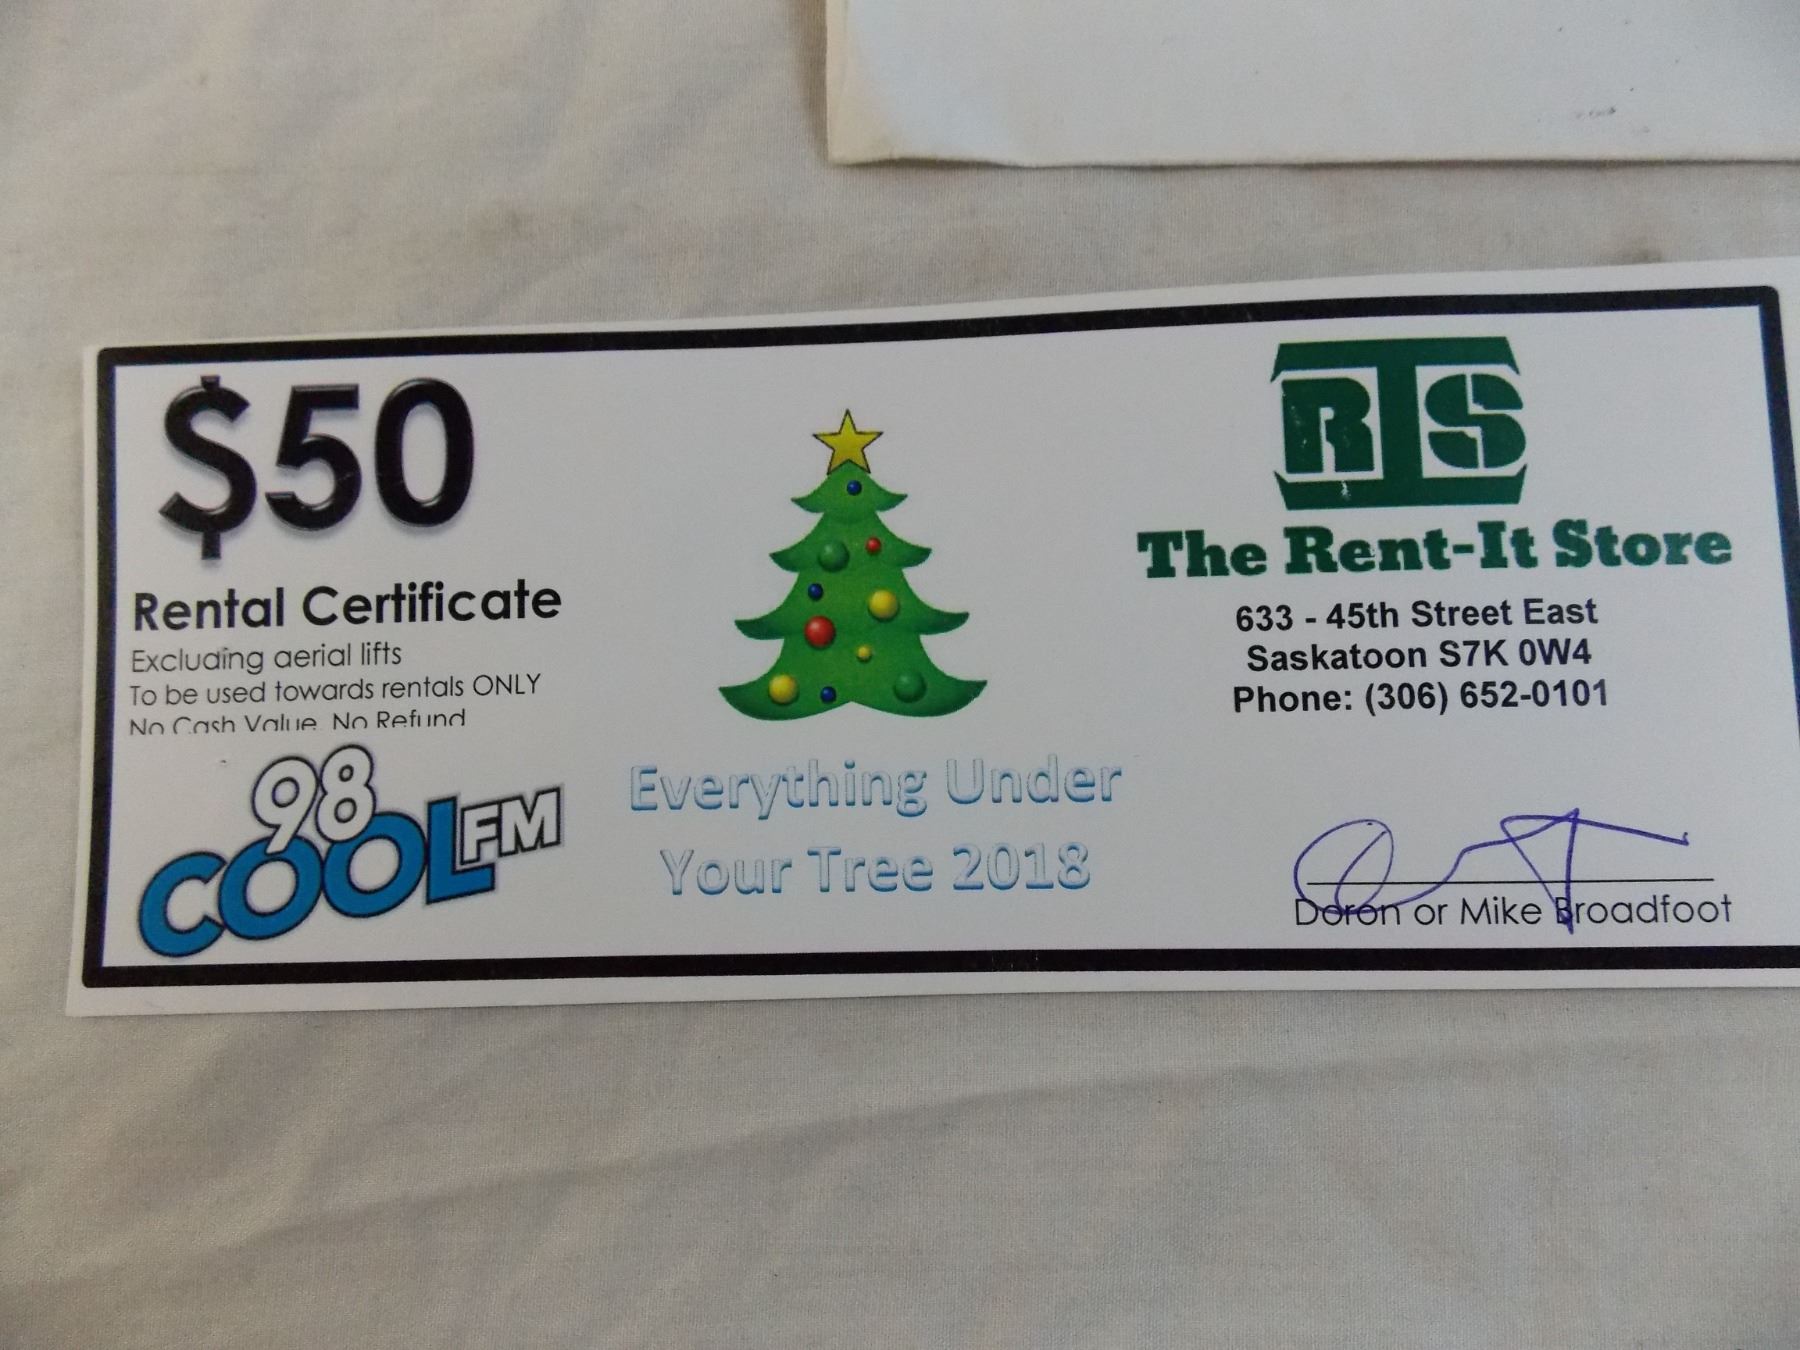 $50
Rental Certificate
Excluding aerial lifts
To be used towards rentals ONLY
No Cash Value, No Refund
98
COOL FM
Everything Under
Your Tree 2018
RTS
The Rent-It Store
633 - 45th Street East
Saskatoon S7K 0W4
Phone: (306) 652-0101
Doron or Mike Broadfoot